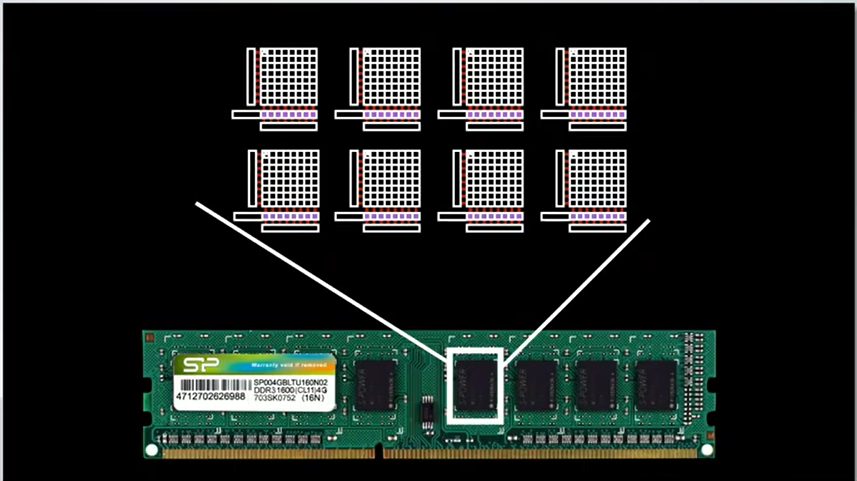 SP
Warranty void if removed
SP004GBLTU160N02
DDR3 1600(CL11)4G
4712702626988
703SK0752 (16N)